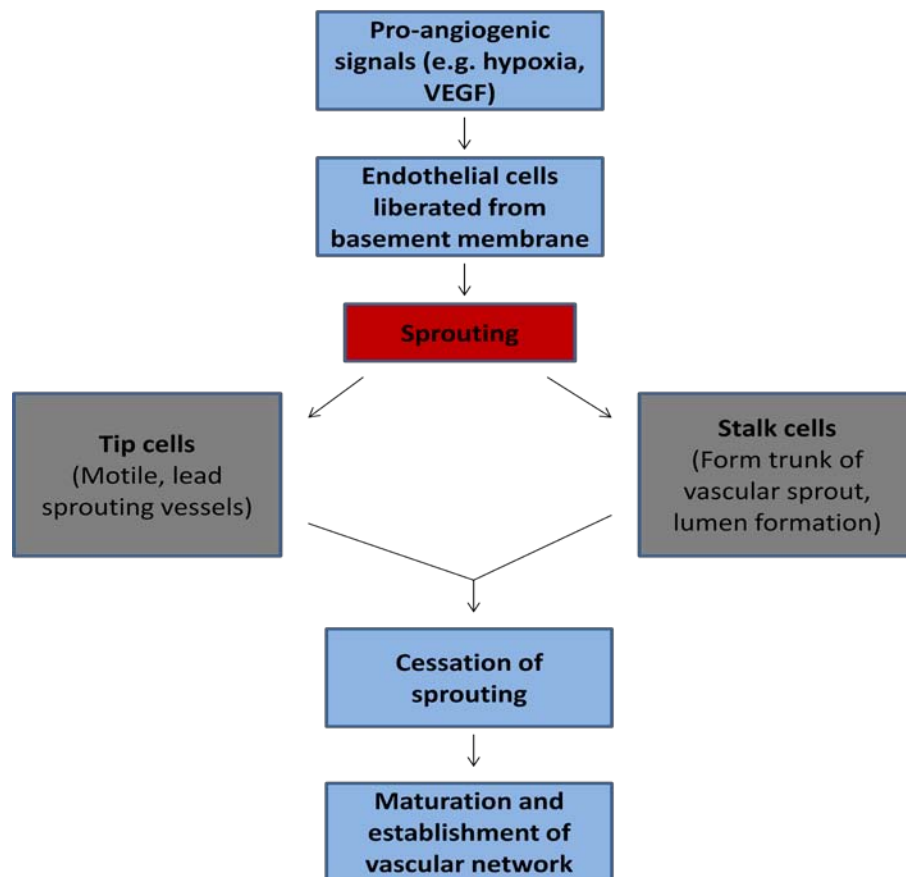 Pro-angiogenic
signals (e.g. hypoxia,
VEGF)
Endothelial cells
liberated from
basement membrane
Sprouting
Tip cells
(Motile, lead
sprouting vessels)
Stalk cells
(Form trunk of
vascular sprout,
lumen formation)
Cessation of
sprouting
Maturation and
establishment of
vascular network